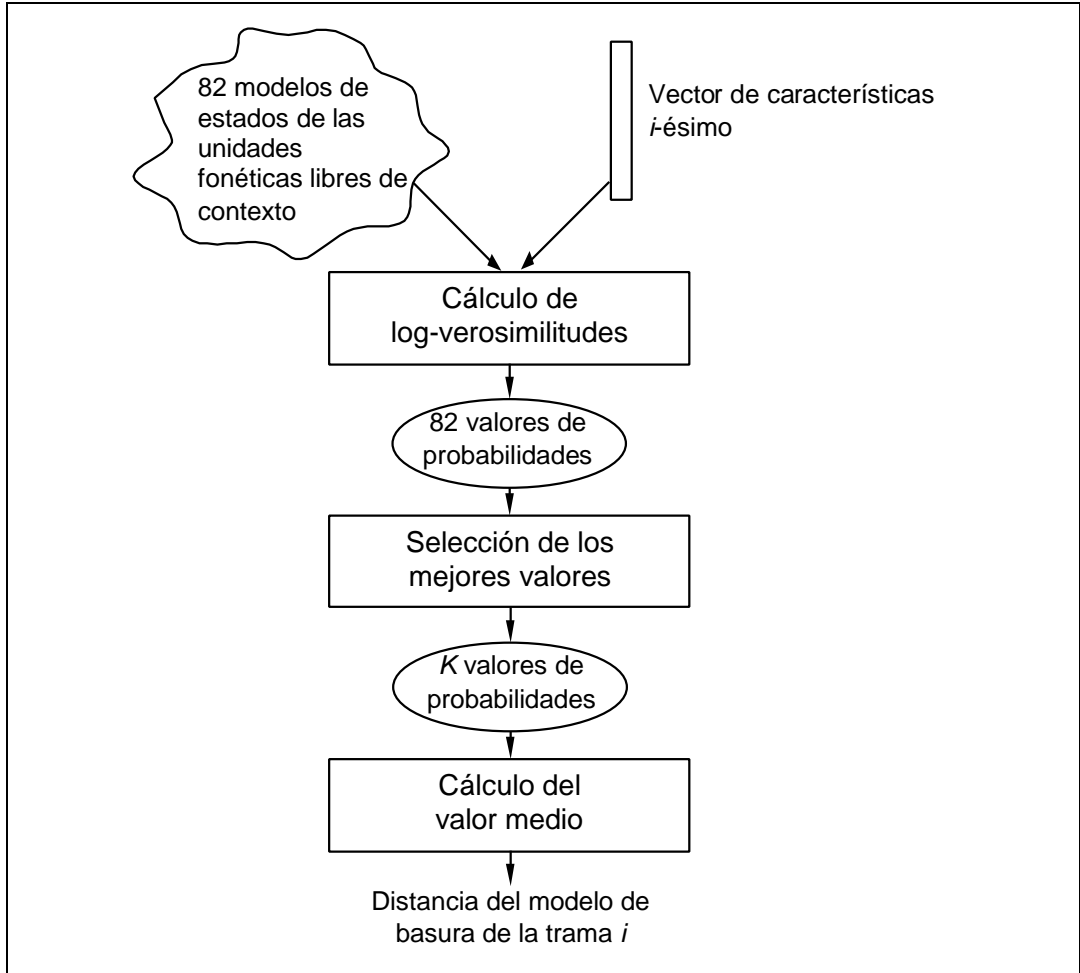 82 modelos de
estados de las
unidades
fonéticas libres de
contexto
Vector de características
i-ésimo
Cálculo de
log-verosimilitudes
82 valores de
probabilidades
Selección de los
mejores valores
K valores de
probabilidades
Cálculo del
valor medio
Distancia del modelo de
basura de la trama i